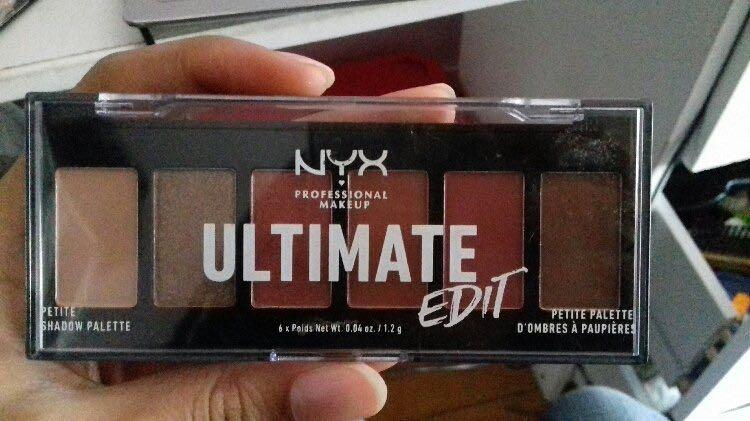 NYX
PROFESSIONAL
MAKEUP
ULTIMATE
EDIT
PETITE
SHADOW PALETTE
6 x Poids Net Wt. 0.04 oz. / 1.2 g
PETITE PALETTE
D'OMBRES À PAUPIÈRES